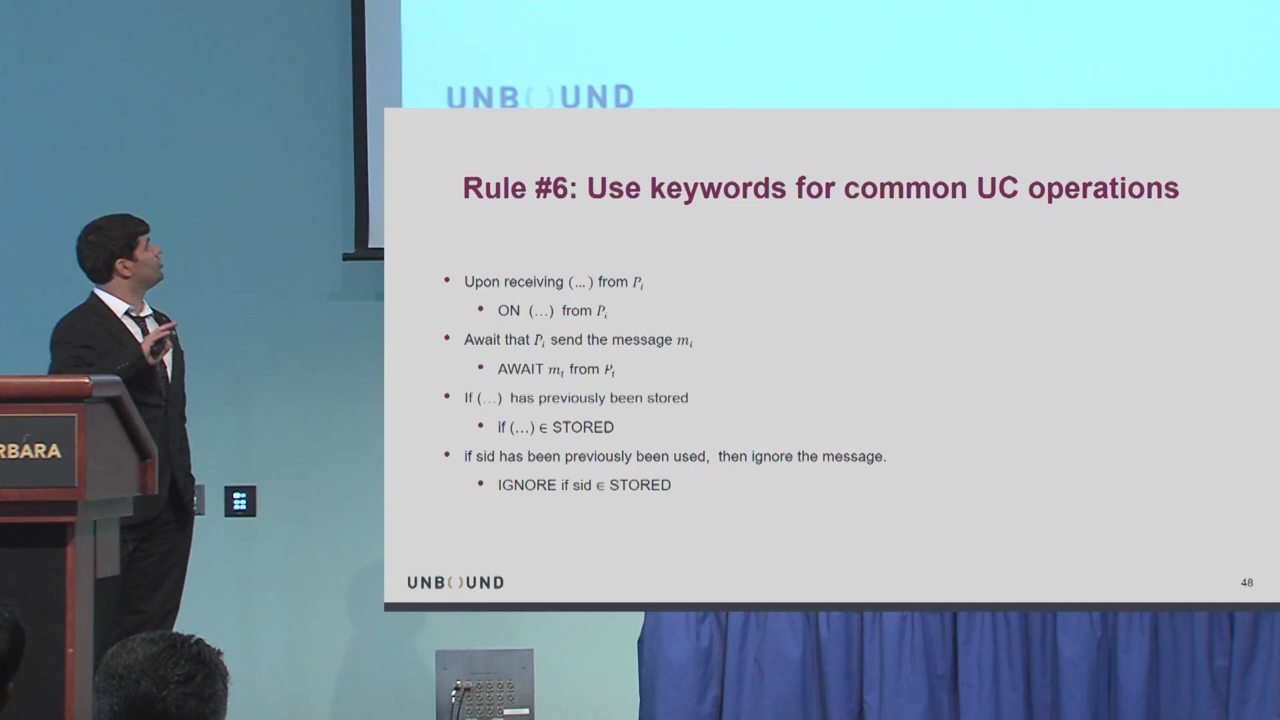 UNB()UND
Rule #6: Use keywords for common UC operations
• Upon receiving (...) from Pᵢ
• ON (…) from Pᵢ
• Await that Pᵢ send the message mᵢ
• AWAIT mᵢ from Pᵢ
• If (…) has previously been stored
• if (…) ∈ STORED
• if sid has been previously been used, then ignore the message.
• IGNORE if sid ∈ STORED
UNB()UND
48
RBARA